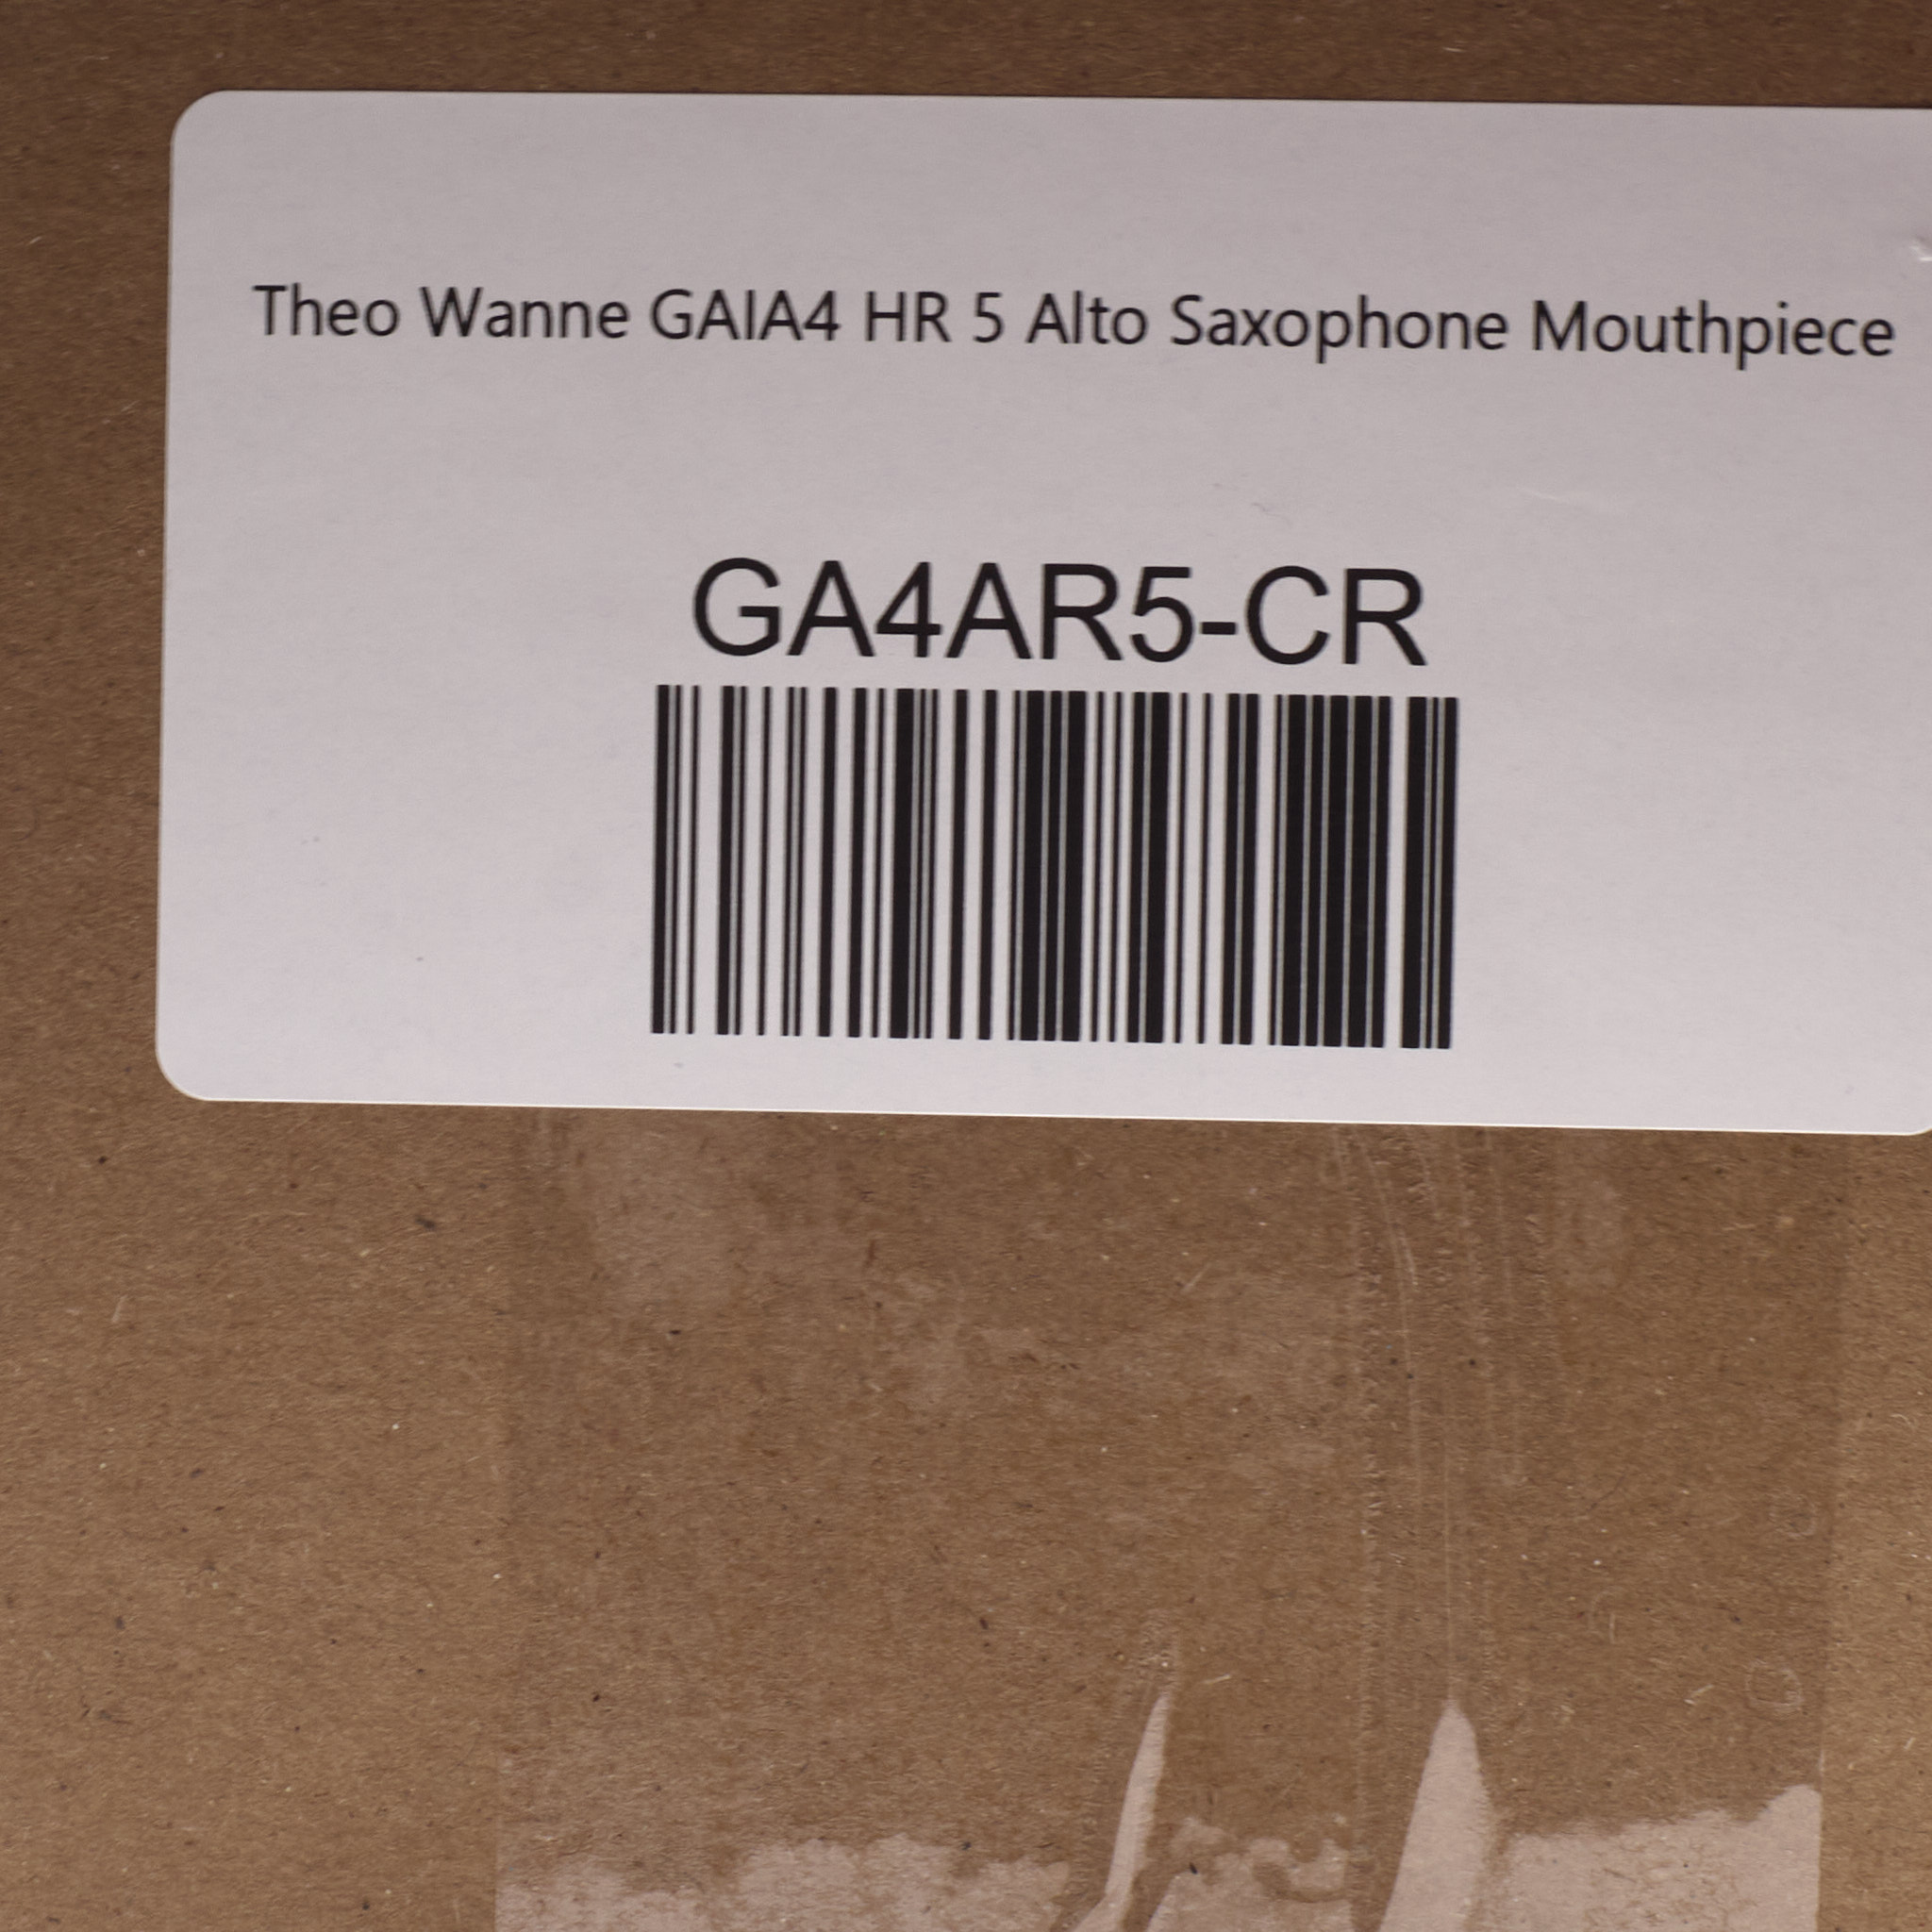 Theo Wanne GAIA4 HR 5 Alto Saxophone Mouthpiece
GA4AR5-CR